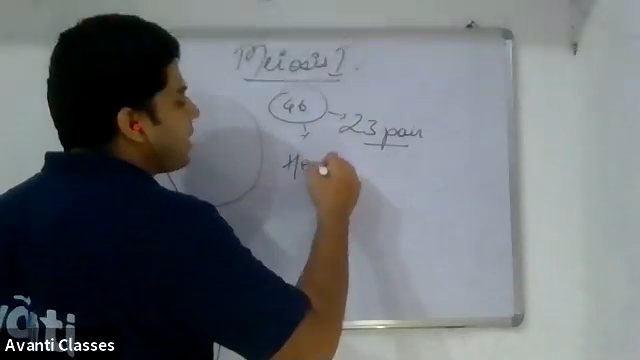 Meiosis I.
46 → 23 pair
Avanti Classes